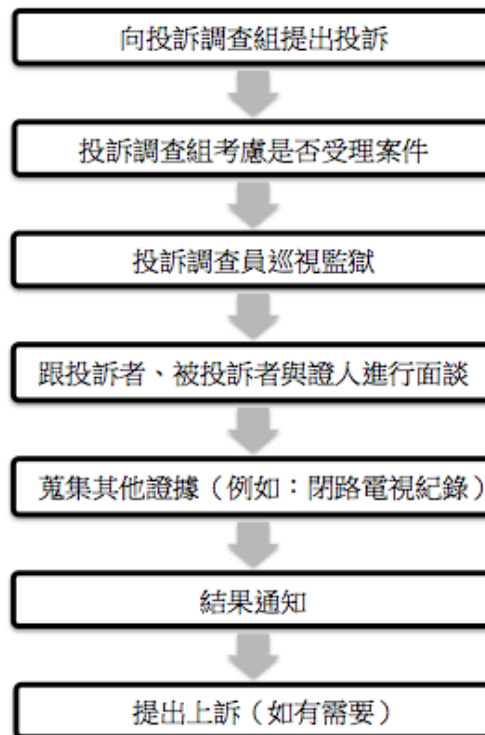 向投訴調查組提出投訴
投訴調查組考慮是否受理案件
投訴調查員巡視監獄
跟投訴者、被投訴者與證人進行面談
蒐集其他證據（例如：閉路電視紀錄）
結果通知
提出上訴（如有需要）